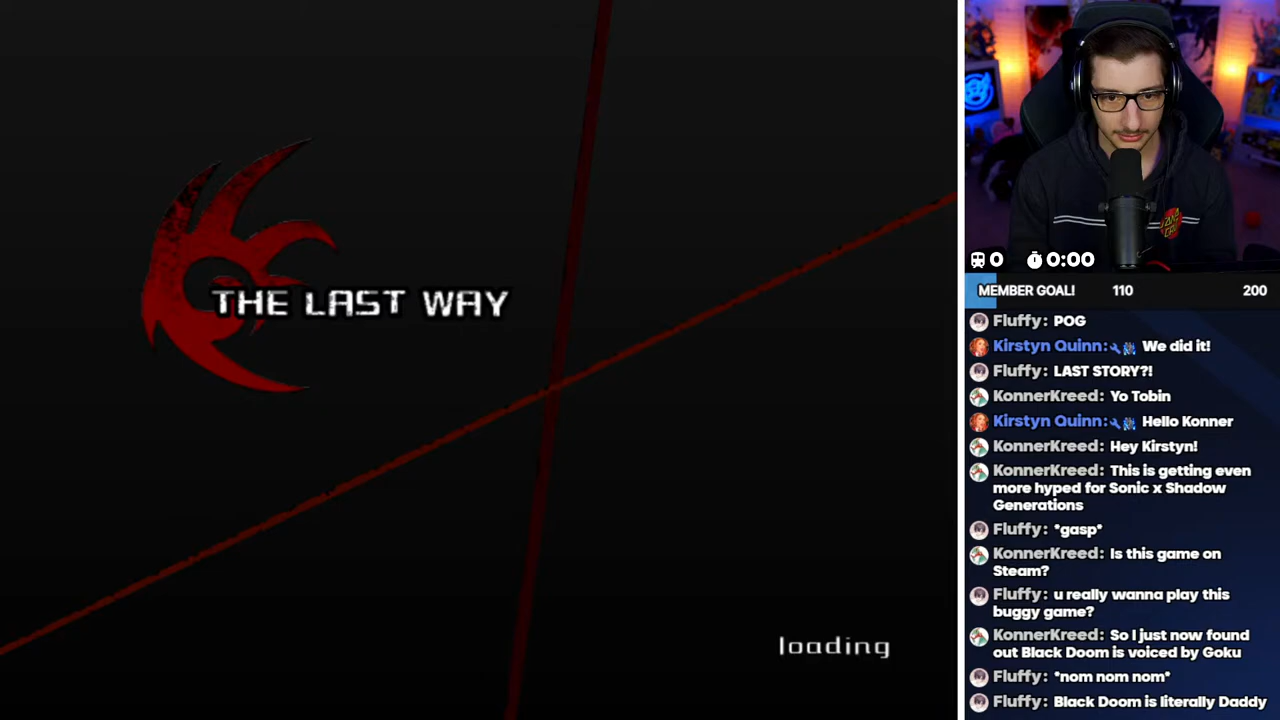 THE LAST WAY
loading
0 0:00
MEMBER GOAL! 110 200
Fluffy: POG
Kirstyn Quinn: We did it!
Fluffy: LAST STORY?!
KonnerKreed: Yo Tobin
Kirstyn Quinn: Hello Konner
KonnerKreed: Hey Kirstyn!
KonnerKreed: This is getting even
more hyped for Sonic x Shadow
Generations
Fluffy: *gasp*
KonnerKreed: Is this game on
Steam?
Fluffy: u really wanna play this
buggy game?
KonnerKreed: So I just now found
out Black Doom is voiced by Goku
Fluffy: *nom nom nom*
Fluffy: Black Doom is literally Daddy